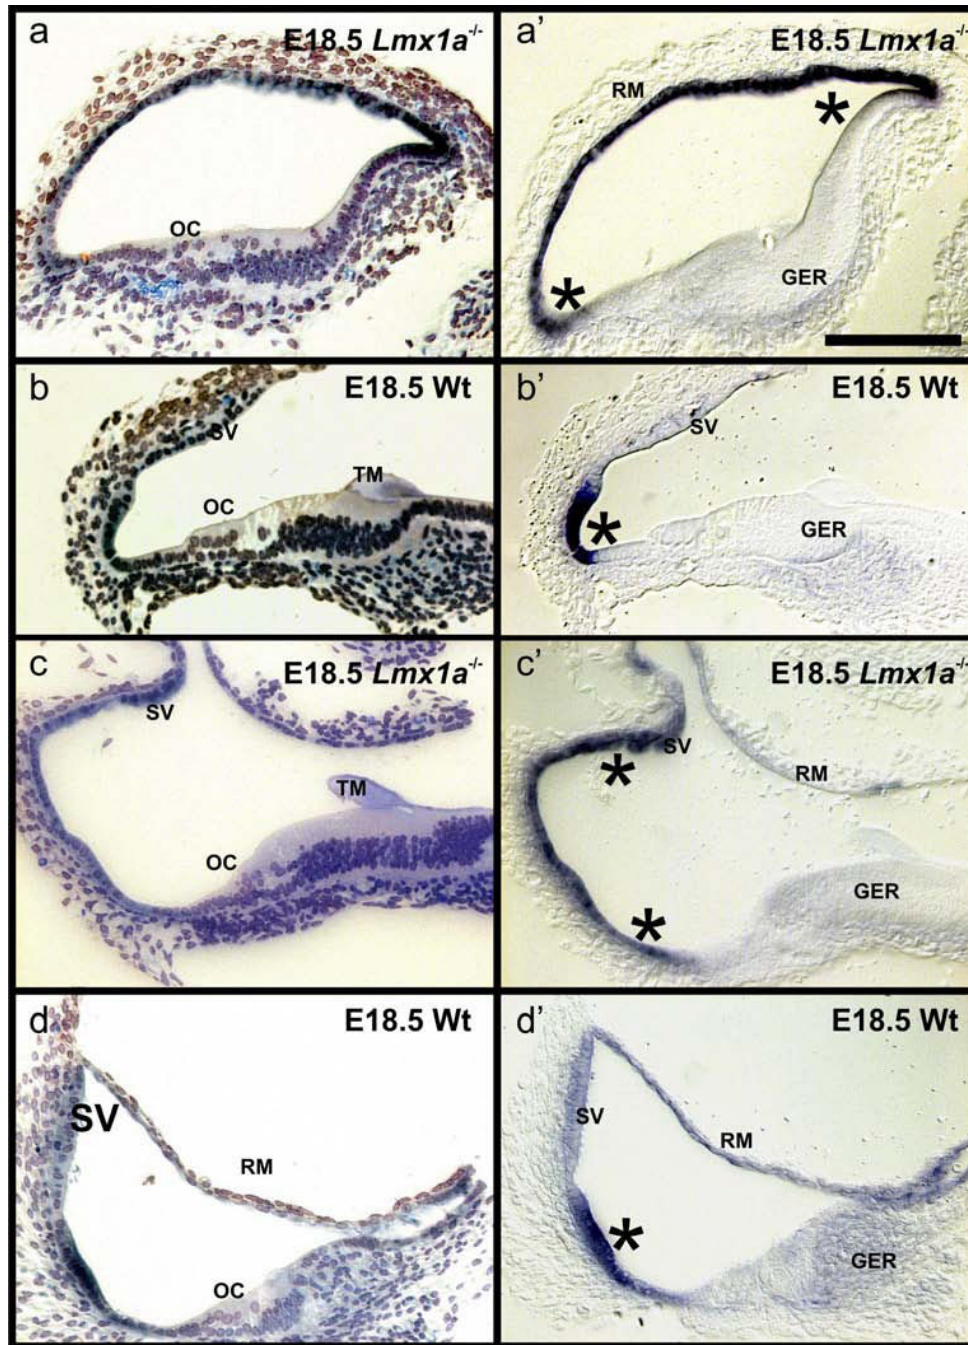 a E18.5 Lmx1a-/-
OC
a' E18.5 Lmx1a-/-
RM
*
*
GER
b E18.5 Wt
SV
TM
OC
b' E18.5 Wt
SV
*
GER
c E18.5 Lmx1a-/-
SV
TM
OC
c' E18.5 Lmx1a-/-
SV
*
RM
GER
*
d E18.5 Wt
SV
RM
OC
d' E18.5 Wt
SV
RM
*
GER